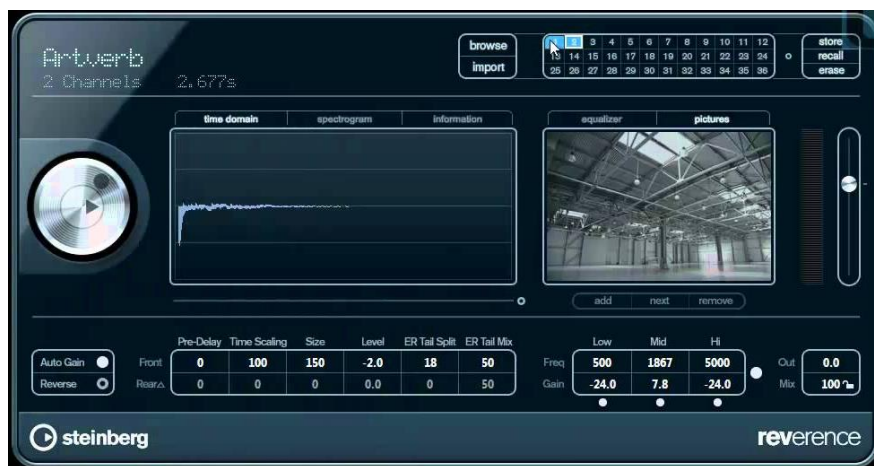 Artverb
2 Channels 2.677s
browse
import
2 3 4 5 6 7 8 9 10 11 12
13 14 15 16 17 18 19 20 21 22 23 24
25 26 27 28 29 30 31 32 33 34 35 36
store
recall
erase
time domain spectrogram information
equalizer pictures
add next remove
Pre-Delay Time Scaling Size Level ER Tail Split ER Tail Mix
Front 0 100 150 -2.0 18 50
Rear 0 0 0 0.0 0 50
Auto Gain
Reverse
Low Mid Hi
Freq 500 1867 5000
Gain -24.0 7.8 -24.0
Out 0.0
Mix 100
steinberg
reverence